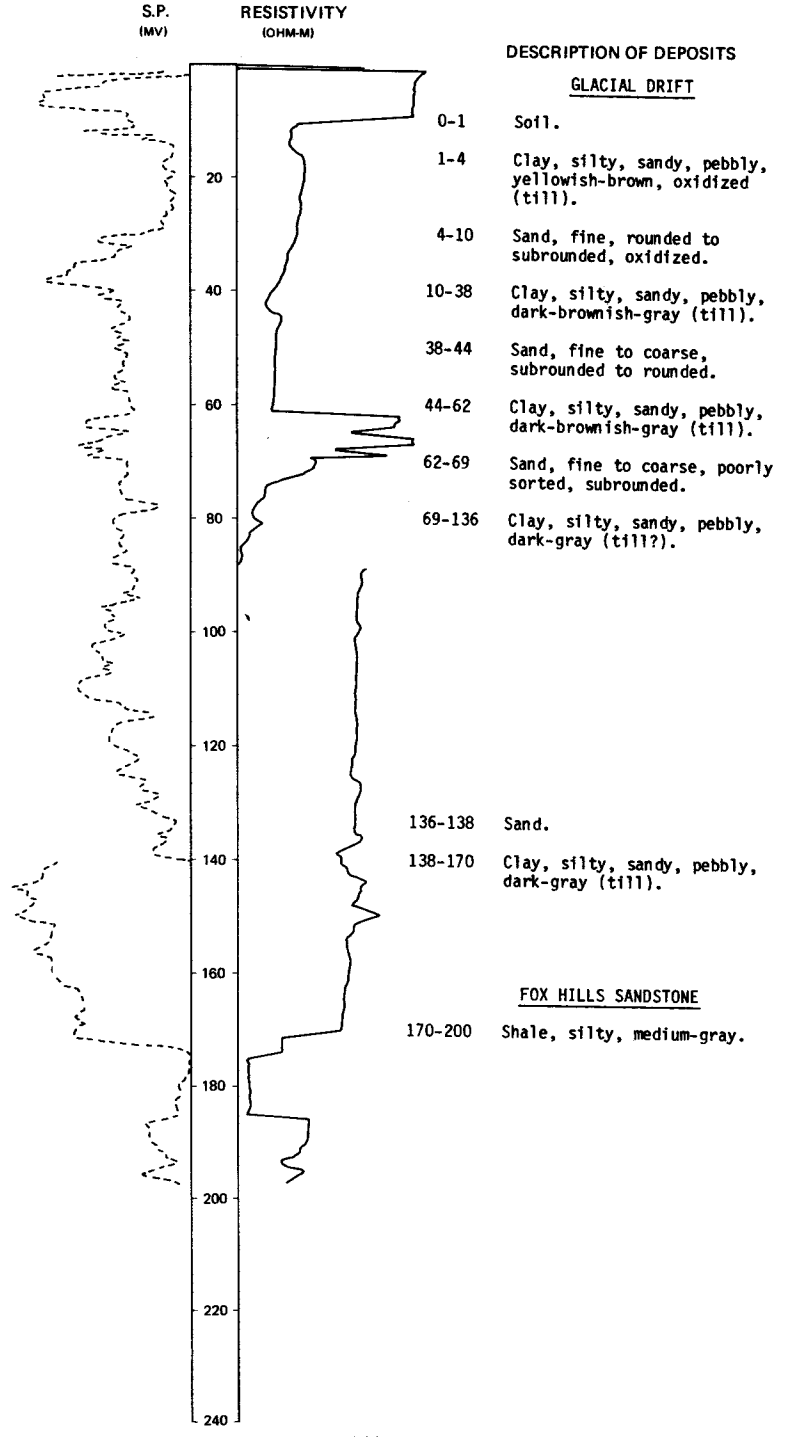 S.P.
(MV)
RESISTIVITY
(OHM-M)
DESCRIPTION OF DEPOSITS
GLACIAL DRIFT
0-1 Soil.
1-4 Clay, silty, sandy, pebbly,
yellowish-brown, oxidized
(till).
4-10 Sand, fine, rounded to
subrounded, oxidized.
10-38 Clay, silty, sandy, pebbly,
dark-brownish-gray (till).
38-44 Sand, fine to coarse,
subrounded to rounded.
44-62 Clay, silty, sandy, pebbly,
dark-brownish-gray (till).
62-69 Sand, fine to coarse, poorly
sorted, subrounded.
69-136 Clay, silty, sandy, pebbly,
dark-gray (till?).
136-138 Sand.
138-170 Clay, silty, sandy, pebbly,
dark-gray (till).
FOX HILLS SANDSTONE
170-200 Shale, silty, medium-gray.
20
40
60
80
100
120
140
160
180
200
220
240